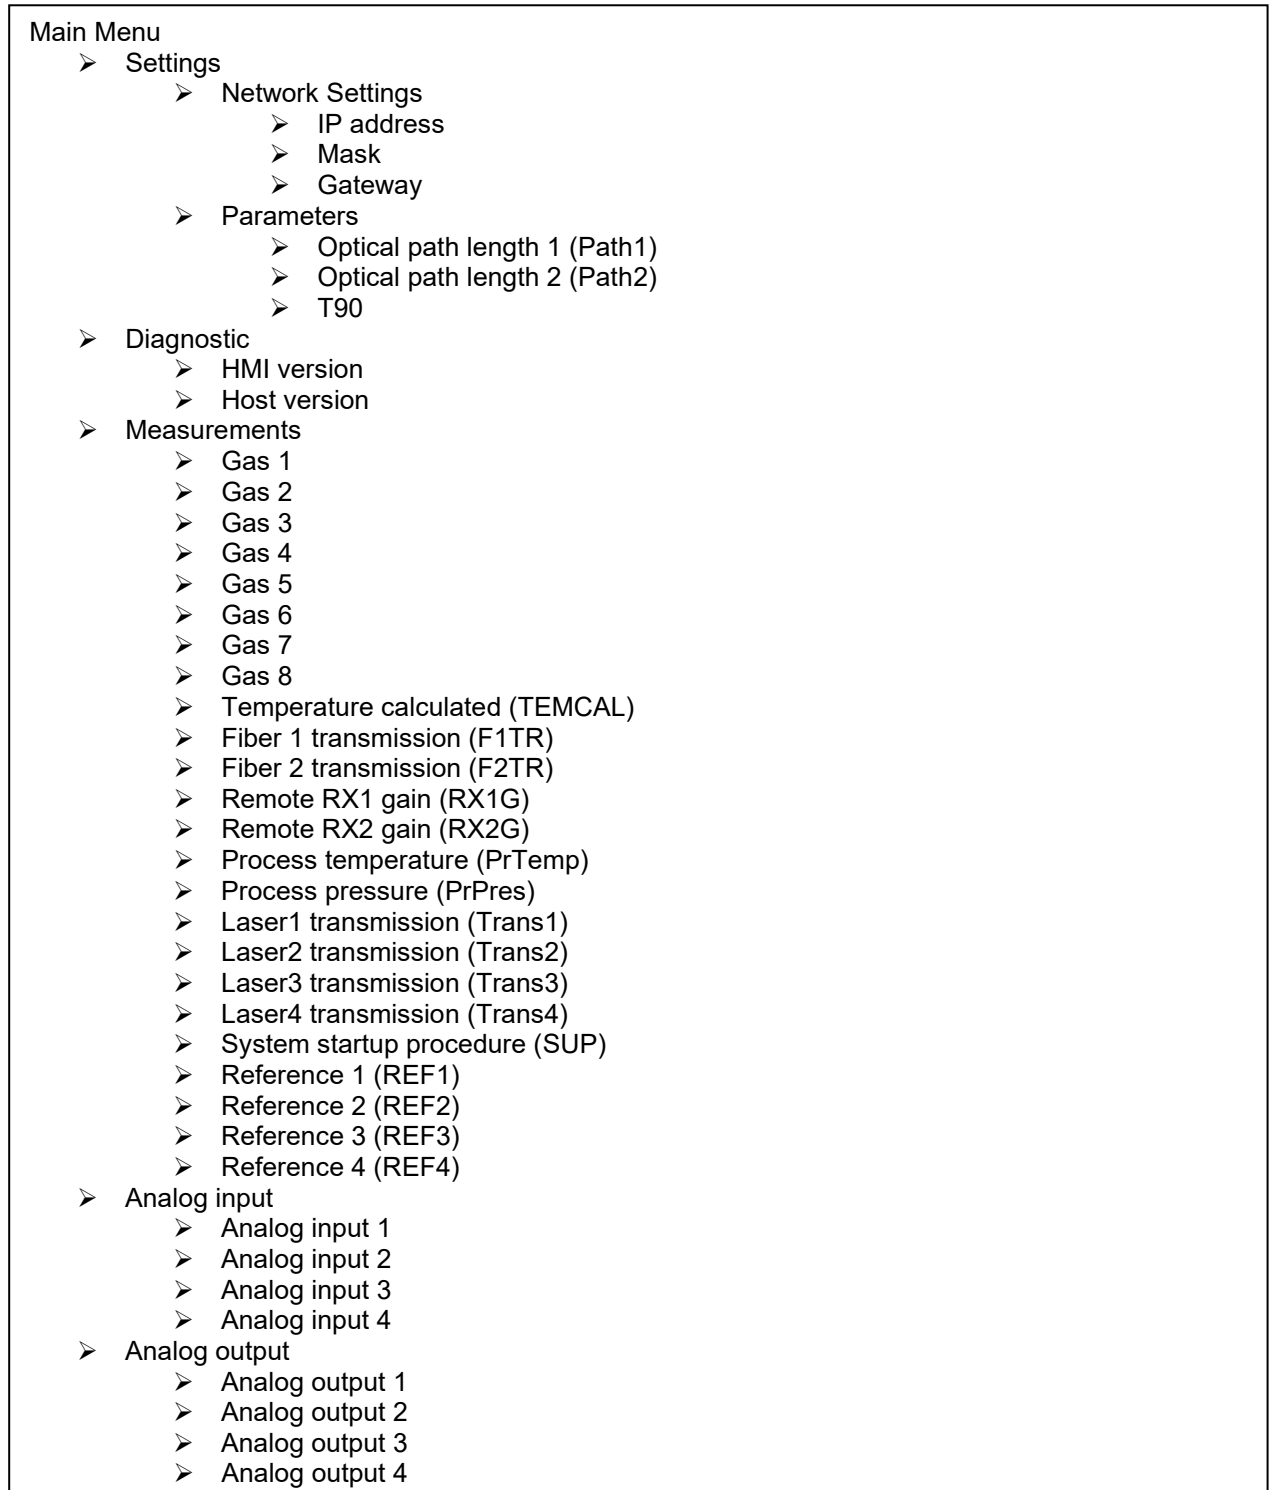 Main Menu
➢ Settings
➢ Network Settings
➢ IP address
➢ Mask
➢ Gateway
➢ Parameters
➢ Optical path length 1 (Path1)
➢ Optical path length 2 (Path2)
➢ T90
➢ Diagnostic
➢ HMI version
➢ Host version
➢ Measurements
➢ Gas 1
➢ Gas 2
➢ Gas 3
➢ Gas 4
➢ Gas 5
➢ Gas 6
➢ Gas 7
➢ Gas 8
➢ Temperature calculated (TEMCAL)
➢ Fiber 1 transmission (F1TR)
➢ Fiber 2 transmission (F2TR)
➢ Remote RX1 gain (RX1G)
➢ Remote RX2 gain (RX2G)
➢ Process temperature (PrTemp)
➢ Process pressure (PrPres)
➢ Laser1 transmission (Trans1)
➢ Laser2 transmission (Trans2)
➢ Laser3 transmission (Trans3)
➢ Laser4 transmission (Trans4)
➢ System startup procedure (SUP)
➢ Reference 1 (REF1)
➢ Reference 2 (REF2)
➢ Reference 3 (REF3)
➢ Reference 4 (REF4)
➢ Analog input
➢ Analog input 1
➢ Analog input 2
➢ Analog input 3
➢ Analog input 4
➢ Analog output
➢ Analog output 1
➢ Analog output 2
➢ Analog output 3
➢ Analog output 4